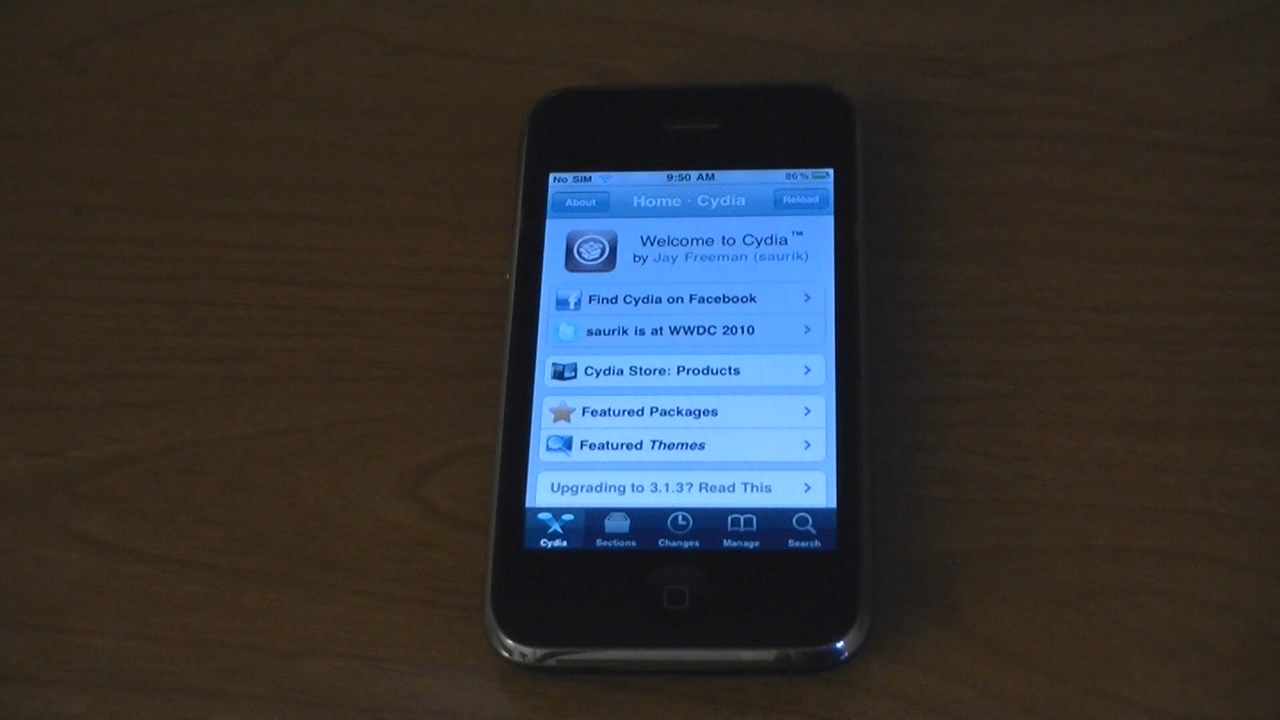 No SIM 9:50 AM 86%
About Home · Cydia Reload
Welcome to Cydia™
by Jay Freeman (saurik)
Find Cydia on Facebook
saurik is at WWDC 2010
Cydia Store: Products
Featured Packages
Featured Themes
Upgrading to 3.1.3? Read This
Cydia Sections Changes Manage Search